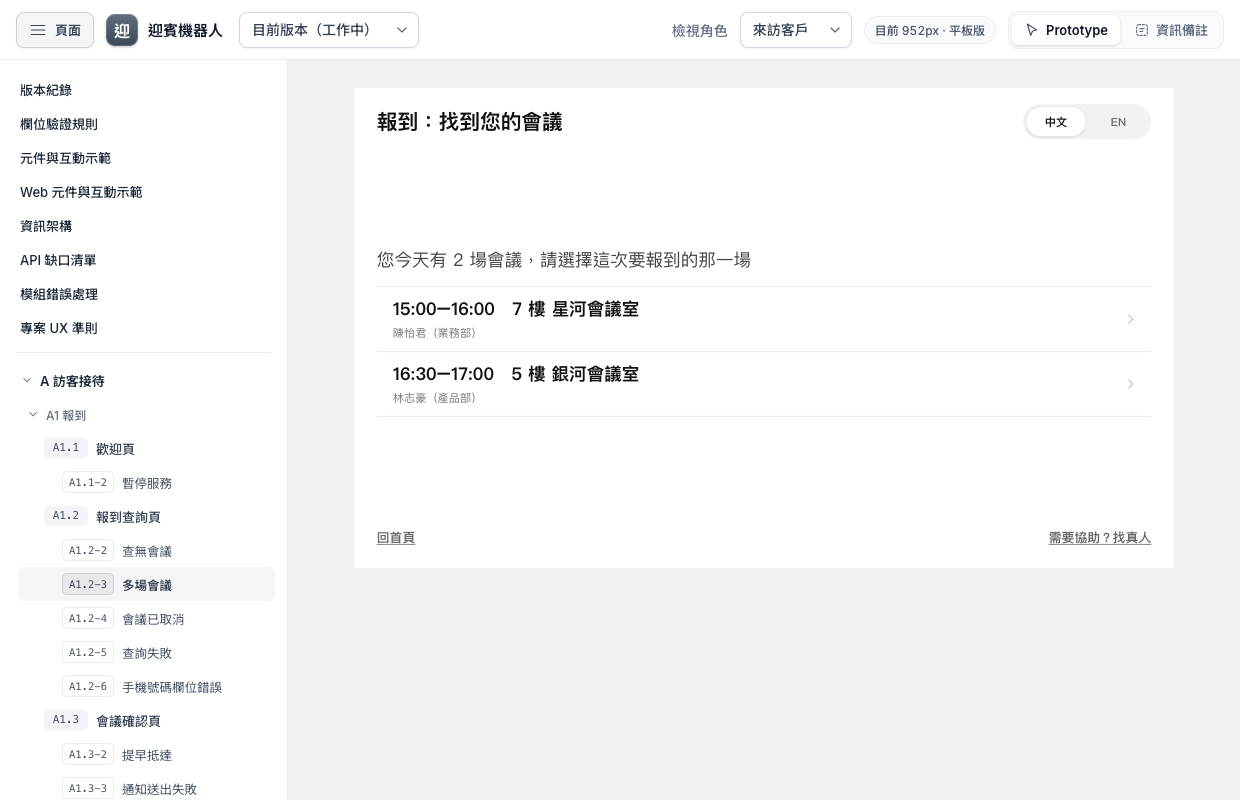 頁面
迎 迎賓機器人
目前版本（工作中）
檢視角色
來訪客戶
目前 952px · 平板版
Prototype
資訊備註
版本紀錄
欄位驗證規則
元件與互動示範
Web 元件與互動示範
資訊架構
API 缺口清單
模組錯誤處理
專案 UX 準則
A 訪客接待
A1 報到
A1.1 歡迎頁
A1.1-2 暫停服務
A1.2 報到查詢頁
A1.2-2 查無會議
A1.2-3 多場會議
A1.2-4 會議已取消
A1.2-5 查詢失敗
A1.2-6 手機號碼欄位錯誤
A1.3 會議確認頁
A1.3-2 提早抵達
A1.3-3 通知送出失敗
報到：找到您的會議
中文 EN
您今天有 2 場會議，請選擇這次要報到的那一場
15:00–16:00 7 樓 星河會議室
陳怡君（業務部）
16:30–17:00 5 樓 銀河會議室
林志豪（產品部）
回首頁
需要協助？找真人